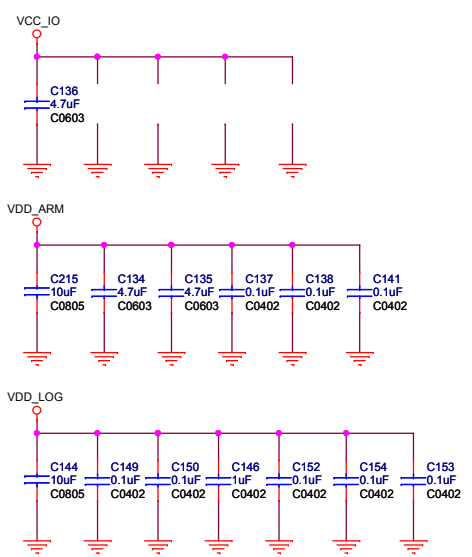 VCC_IO
C136
4.7uF
C0603
VDD_ARM
C215
10uF
C0805
C134
4.7uF
C0603
C135
4.7uF
C0603
C137
0.1uF
C0402
C138
0.1uF
C0402
C141
0.1uF
C0402
VDD_LOG
C144
10uF
C0805
C149
0.1uF
C0402
C150
0.1uF
C0402
C146
1uF
C0402
C152
0.1uF
C0402
C154
0.1uF
C0402
C153
0.1uF
C0402